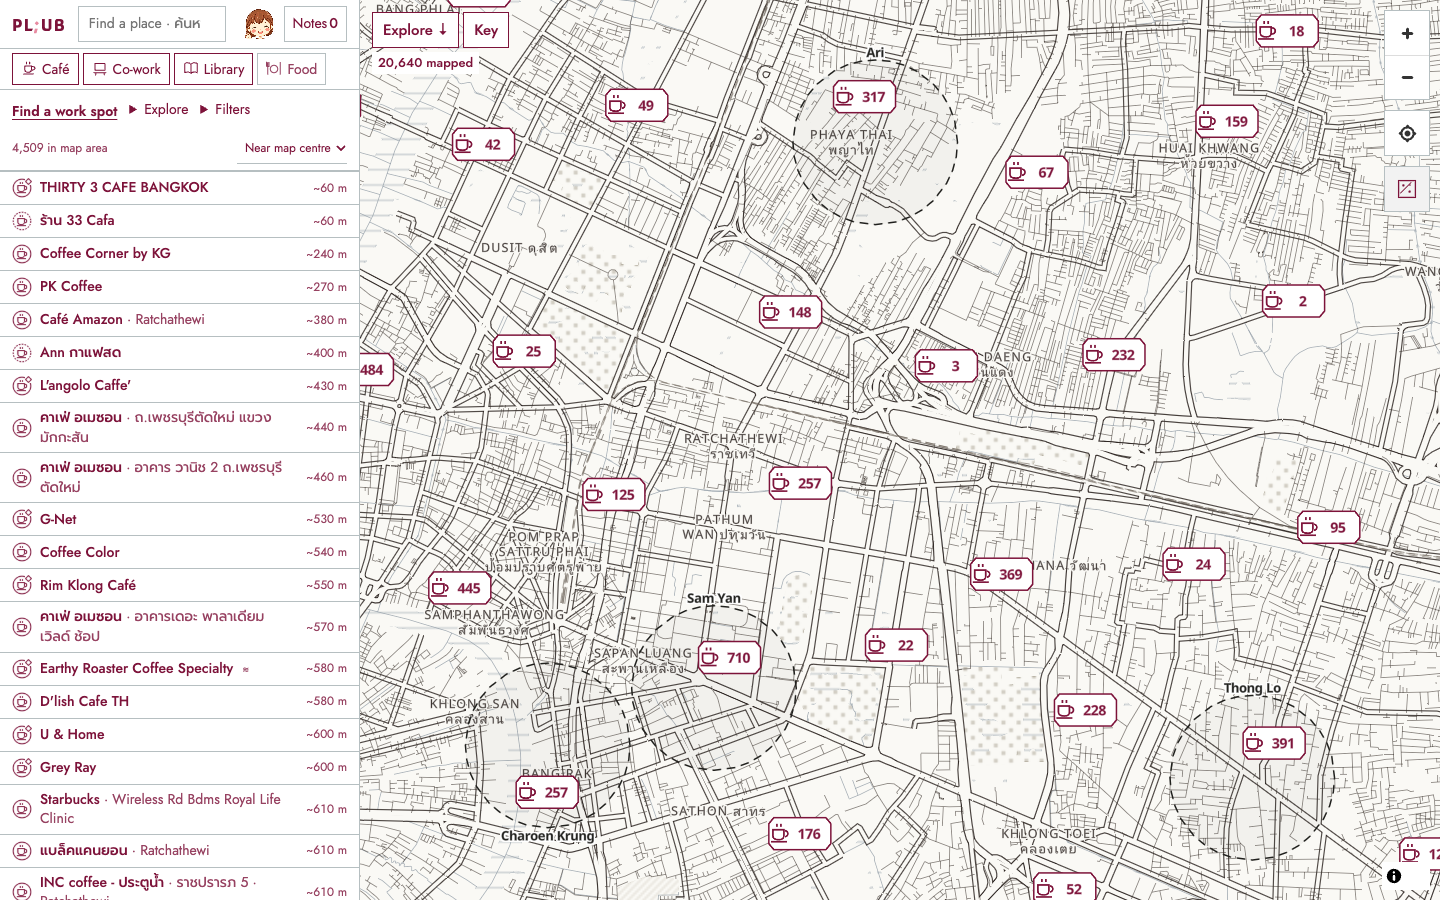 PL:UB
Find a place · ค้นหา
Notes 0
Café
Co-work
Library
Food
Find a work spot
Explore
Filters
4,509 in map area
Near map centre
THIRTY 3 CAFE BANGKOK ~60 m
ร้าน 33 Cafa ~60 m
Coffee Corner by KG ~240 m
PK Coffee ~270 m
Café Amazon · Ratchathewi ~380 m
Ann กาแฟสด ~400 m
L'angolo Caffe' ~430 m
คาเฟ่ อเมซอน · ถ.เพชรบุรีตัดใหม่ แขวง
มักกะสัน ~440 m
คาเฟ่ อเมซอน · อาคาร วานิช 2 ถ.เพชรบุรี
ตัดใหม่ ~460 m
G-Net ~530 m
Coffee Color ~540 m
Rim Klong Café ~550 m
คาเฟ่ อเมซอน · อาคารเดอะ พาลาเดียม
เวิลด์ ช้อป ~570 m
Earthy Roaster Coffee Specialty ≈ ~580 m
D'lish Cafe TH ~580 m
U & Home ~600 m
Grey Ray ~600 m
Starbucks · Wireless Rd Bdms Royal Life
Clinic ~610 m
แบล็คแคนยอน · Ratchathewi ~610 m
INC coffee - ประตูน้ำ · ราชปรารภ 5 ·
Ratchathewi ~610 m
Explore ↓
Key
20,640 mapped
BANG PHLA
Ari
18
49
317
159
42
PHAYA THAI
พญาไท
HUAI KHWANG
ห้วยขวาง
67
DUSIT ดุสิต
2
148
25
484
3
DAENG
232
RATCHATHEWI
ราชเทวี
257
125
PATHUM
WAN ปทุมวัน
95
POM PRAP
SATTRU PHAI
ป้อมปราบศัตรูพ่าย
24
369
วัฒนา
445
Sam Yan
SAMPHANTHAWONG
สัมพันธวงศ์
22
SAPAN LUANG
สะพานเหลือง
710
Thong Lo
KHLONG SAN
คลองสาน
228
391
BANG RAK
257
SATHON สาทร
Charoen Krung
176
KHLONG TOEI
คลองเตย
52